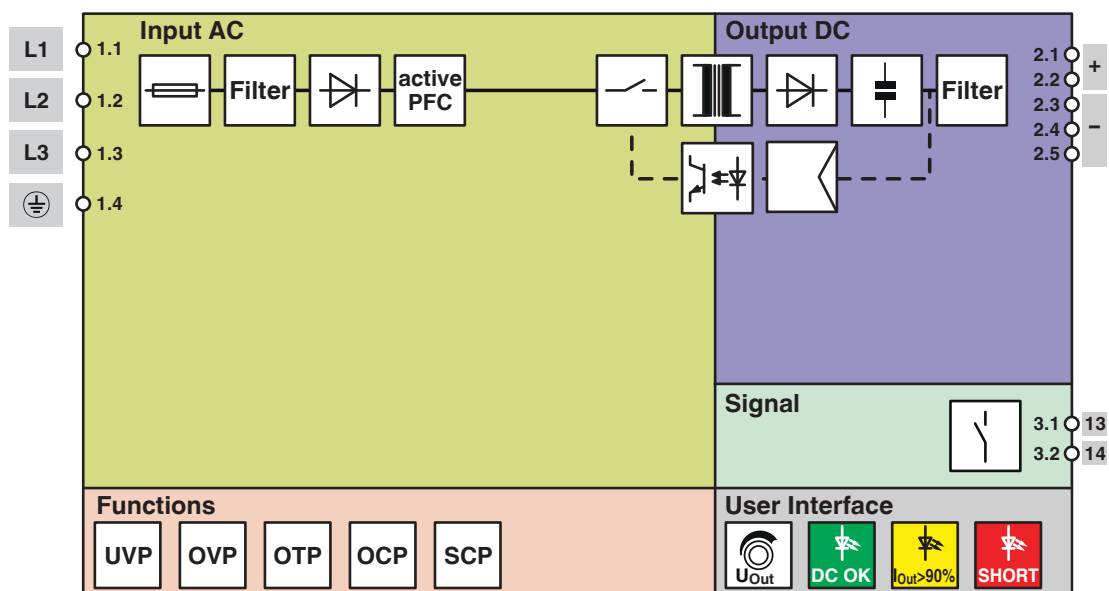 Input AC
Output DC
L1
1.1
L2
1.2
L3
1.3
1.4
Filter
active
PFC
Filter
2.1
2.2
+
2.3
2.4
2.5
−
Signal
3.1
13
3.2
14
Functions
UVP
OVP
OTP
OCP
SCP
User Interface
UOut
DC OK
IOut>90%
SHORT